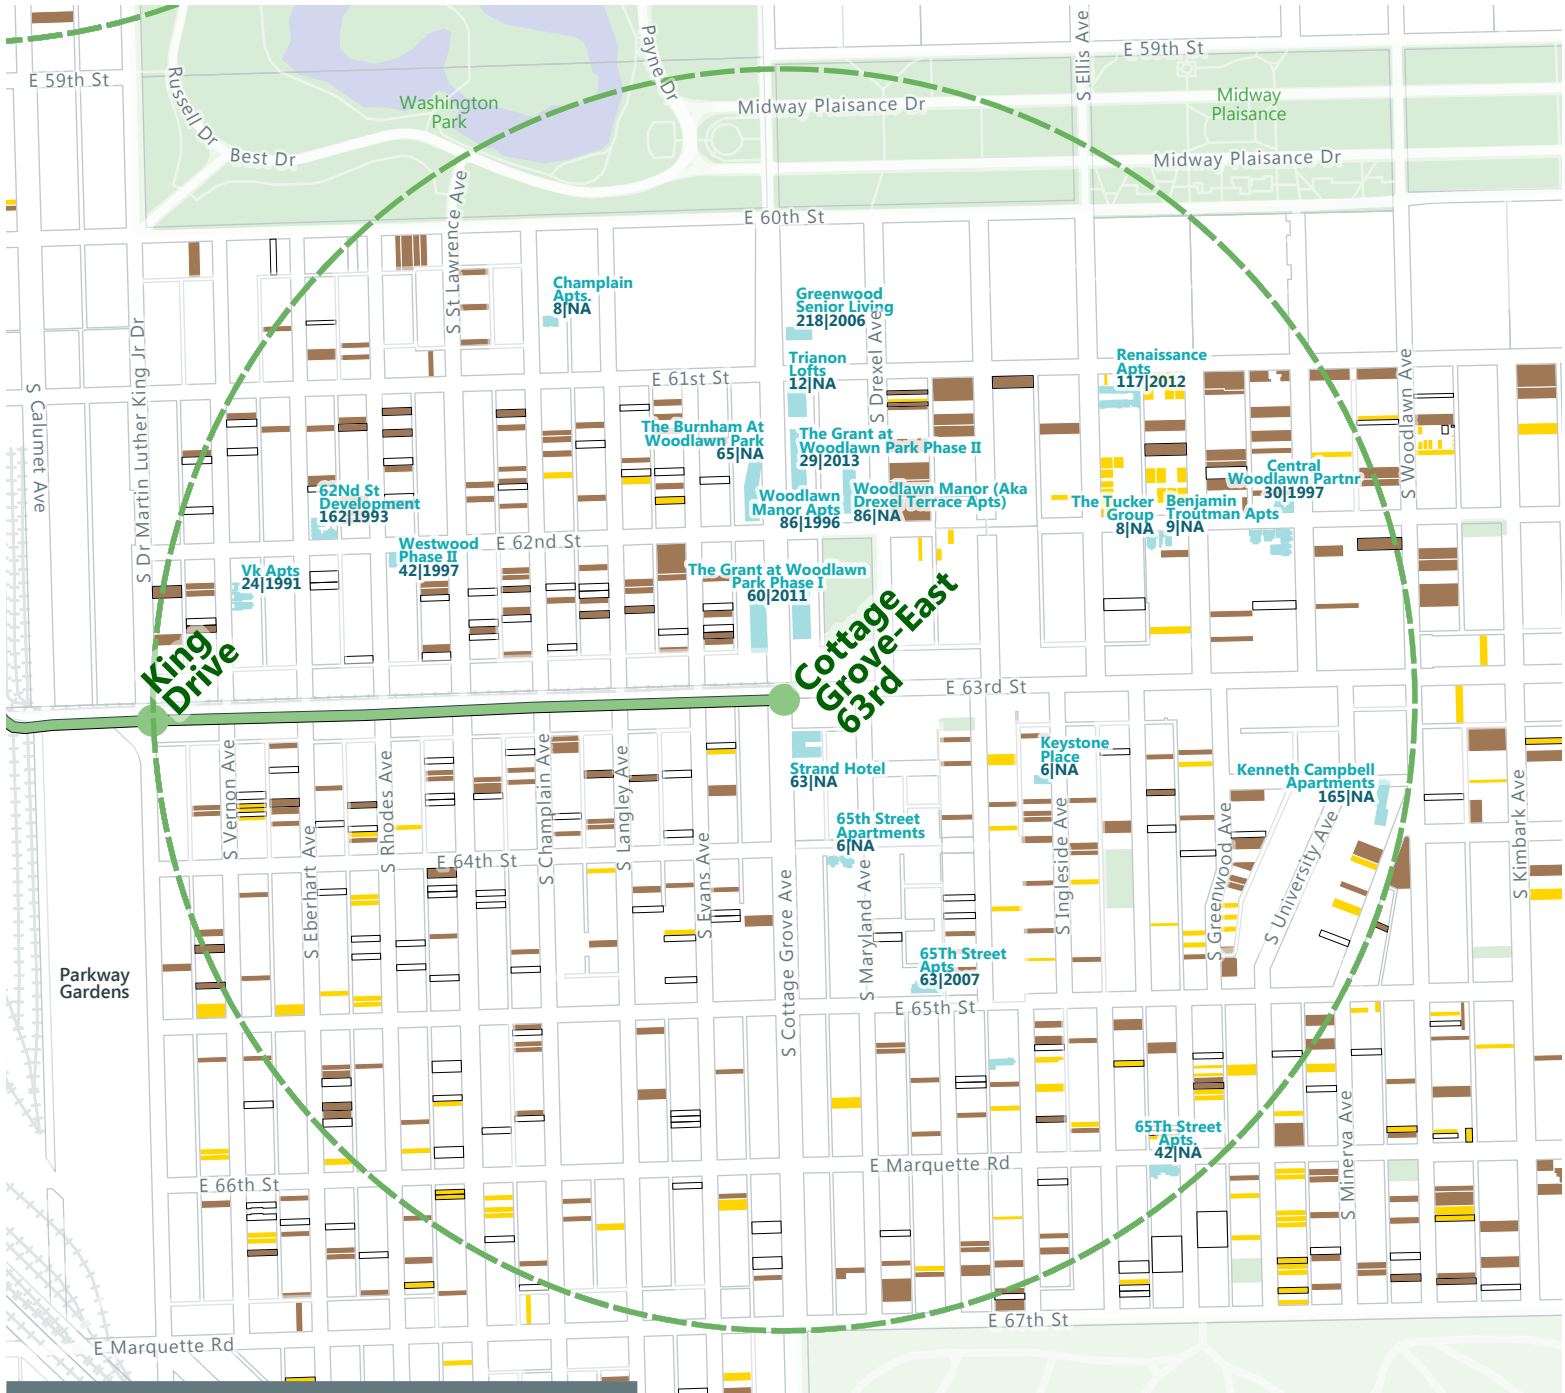 E 59th St
E 59th St
S Ellis Ave
Payne Dr
Russell Dr
Washington
Park
Midway Plaisance Dr
Midway
Plaisance
Best Dr
Midway Plaisance Dr
S St Lawrence Ave
E 60th St
Champlain
Apts.
8|NA
Greenwood
Senior Living
218|2006
S Drexel Ave
S Dr Martin Luther King Jr Dr
S Calumet Ave
E 61st St
Trianon
Lofts
12|NA
Renaissance
Apts
117|2012
S Woodlawn Ave
The Burnham At
Woodlawn Park
65|NA
The Grant at
Woodlawn Park Phase II
29|2013
Central
Woodlawn Partnr
30|1997
62Nd St
Development
162|1993
Woodlawn
Manor Apts
86|1996
Woodlawn Manor (Aka
Drexel Terrace Apts)
86|NA
The Tucker
Group
8|NA
Benjamin
Troutman Apts
9|NA
Westwood
Phase II
42|1997
E 62nd St
Vk Apts
24|1991
The Grant at Woodlawn
Park Phase I
60|2011
King
Drive
Cottage
Grove-East
63rd
E 63rd St
Strand Hotel
63|NA
Keystone
Place
6|NA
Kenneth Campbell
Apartments
165|NA
S Vernon Ave
S Eberhart Ave
S Rhodes Ave
S Champlain Ave
S Langley Ave
S Evans Ave
S Cottage Grove Ave
S Maryland Ave
S Ingleside Ave
S Greenwood Ave
S University Ave
S Kimbark Ave
65th Street
Apartments
6|NA
E 64th St
Parkway
Gardens
65Th Street
Apts
63|2007
E 65th St
65Th Street
Apts.
42|NA
S Minerva Ave
E Marquette Rd
E 66th St
E 67th St
E Marquette Rd